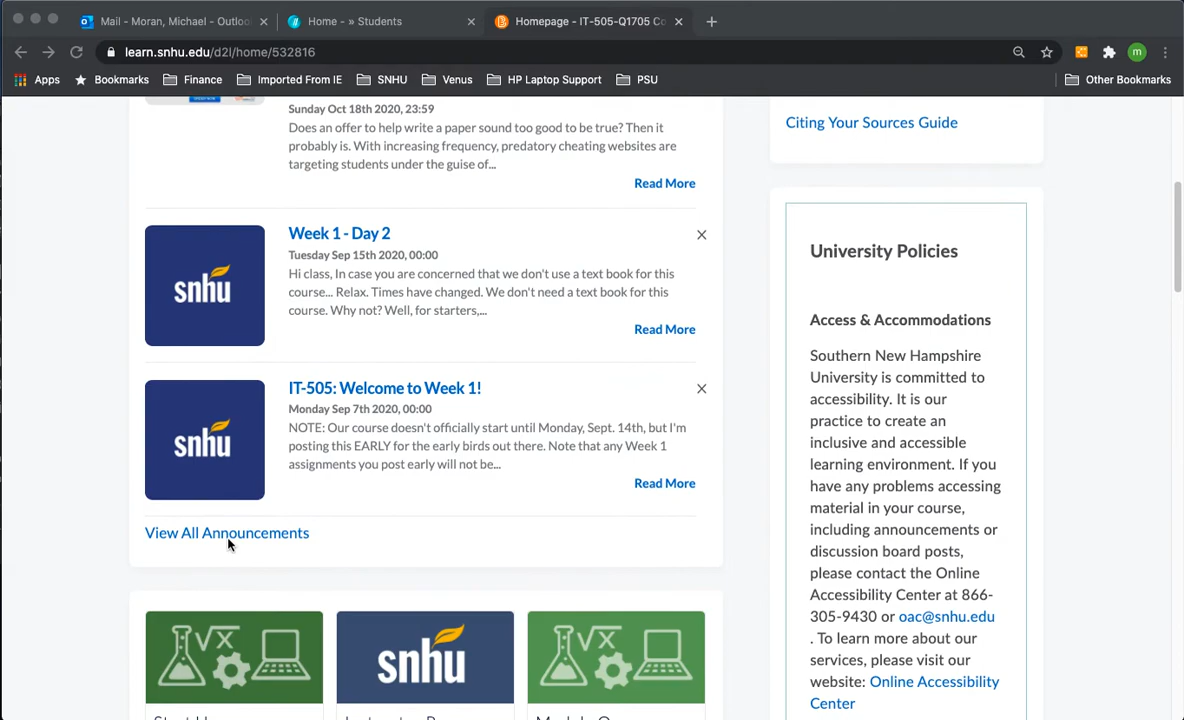 Mail - Moran, Michael - Outloo
Home - » Students
Homepage - IT-505-Q1705 Co
learn.snhu.edu/d2l/home/532816
m
Apps
Bookmarks
Finance
Imported From IE
SNHU
Venus
HP Laptop Support
PSU
Other Bookmarks
Sunday Oct 18th 2020, 23:59
Does an offer to help write a paper sound too good to be true? Then it
probably is. With increasing frequency, predatory cheating websites are
targeting students under the guise of...
Read More
snhu
Week 1 - Day 2
Tuesday Sep 15th 2020, 00:00
Hi class, In case you are concerned that we don't use a text book for this
course... Relax. Times have changed. We don't need a text book for this
course. Why not? Well, for starters,...
Read More
snhu
IT-505: Welcome to Week 1!
Monday Sep 7th 2020, 00:00
NOTE: Our course doesn't officially start until Monday, Sept. 14th, but I'm
posting this EARLY for the early birds out there. Note that any Week 1
assignments you post early will not be...
Read More
View All Announcements
√x
snhu
√x
Citing Your Sources Guide
University Policies
Access & Accommodations
Southern New Hampshire
University is committed to
accessibility. It is our
practice to create an
inclusive and accessible
learning environment. If you
have any problems accessing
material in your course,
including announcements or
discussion board posts,
please contact the Online
Accessibility Center at 866-
305-9430 or oac@snhu.edu
. To learn more about our
services, please visit our
website: Online Accessibility
Center